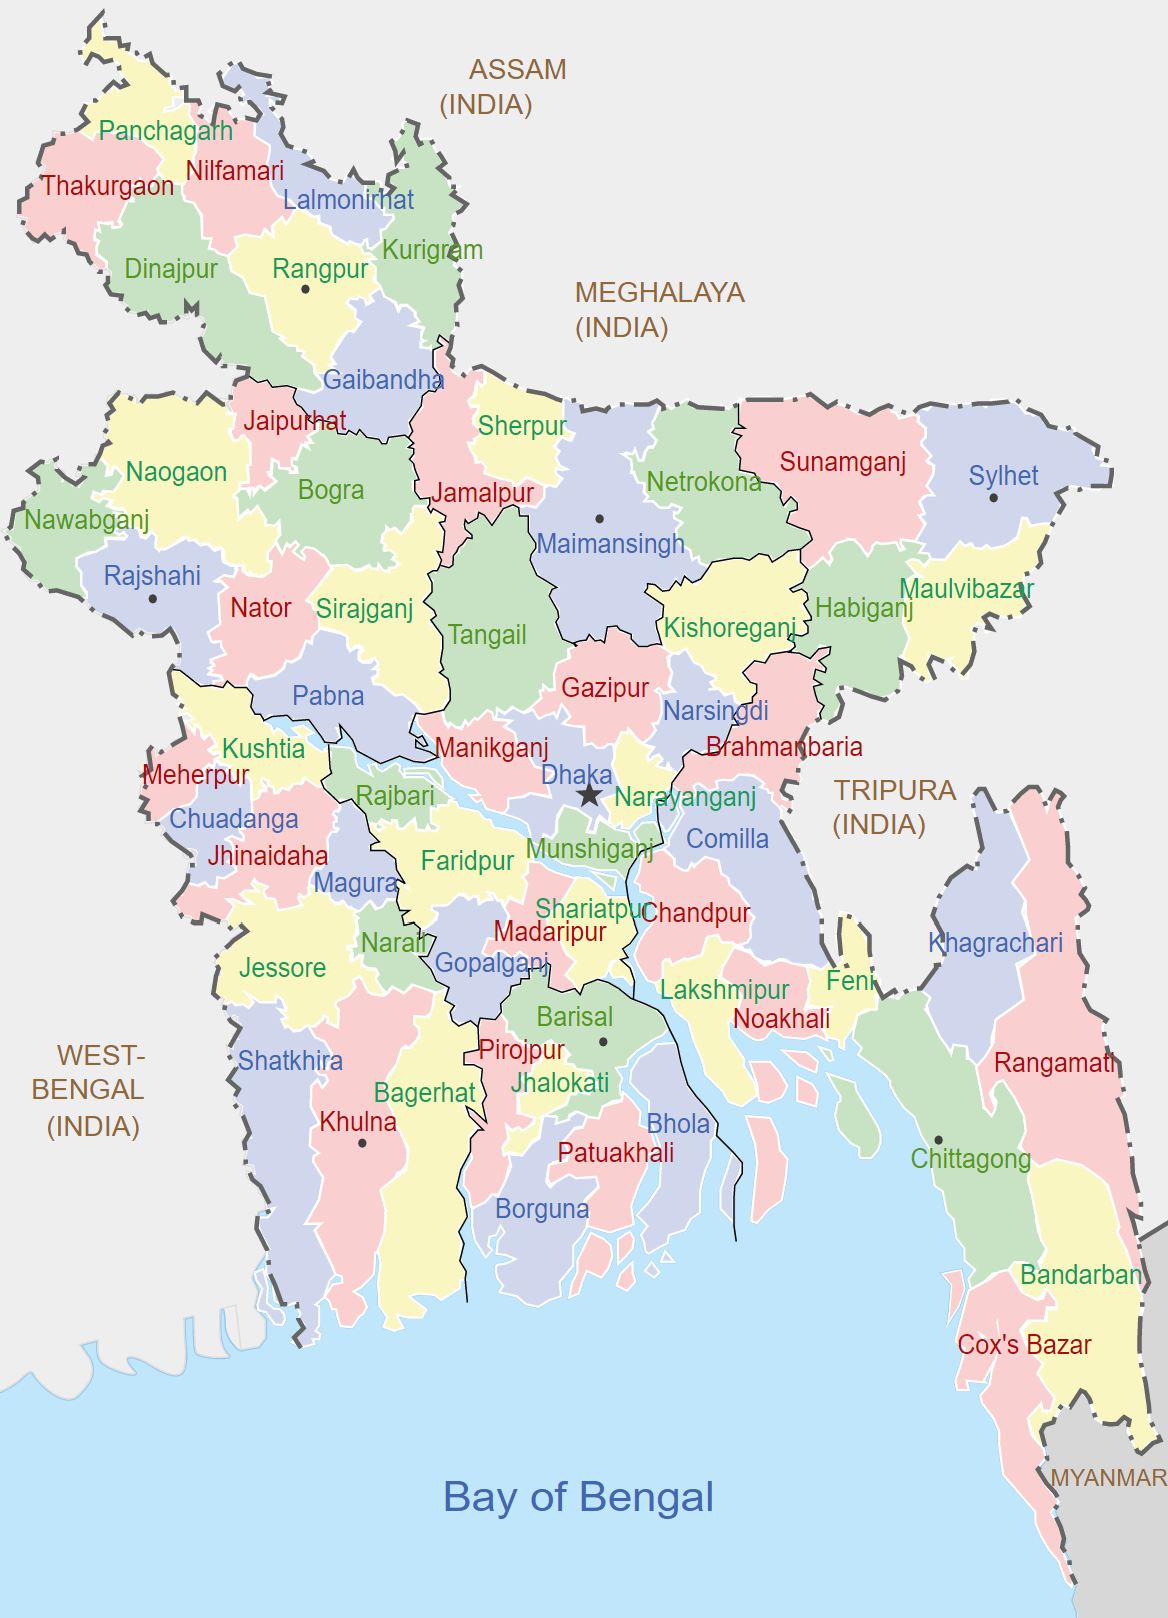 ASSAM
(INDIA)
Panchagarh
Nilfamari
Thakurgaon
Lalmonirhat
Kurigram
Dinajpur
Rangpur
MEGHALAYA
(INDIA)
Gaibandha
Jaipurhat
Sherpur
Naogaon
Bogra
Jamalpur
Netrokona
Sunamganj
Sylhet
Nawabganj
Maimansingh
Rajshahi
Nator
Sirajganj
Tangail
Kishoreganj
Habiganj
Maulvibazar
Pabna
Gazipur
Narsingdi
Kushtia
Manikganj
Brahmanbaria
Meherpur
Dhaka
Rajbari
Narayanganj
TRIPURA
(INDIA)
Chuadanga
Jhinaidaha
Magura
Faridpur
Munshiganj
Comilla
Shariatpur
Chandpur
Madaripur
Narail
Gopalganj
Jessore
Khagrachari
Lakshmipur
Feni
Noakhali
Barisal
WEST-
BENGAL
(INDIA)
Shatkhira
Pirojpur
Rangamati
Jhalokati
Bagerhat
Khulna
Bhola
Patuakhali
Chittagong
Borguna
Bandarban
Cox's Bazar
MYANMAR
Bay of Bengal